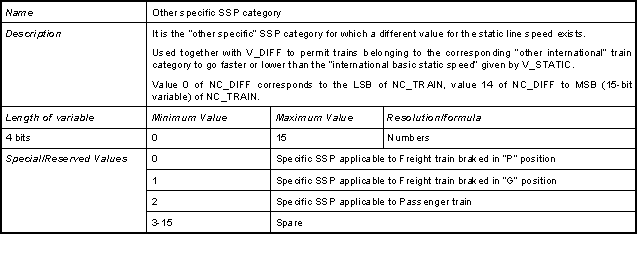 Name Other specific SSP category
Description It is the "other specific" SSP category for which a different value for the static line speed exists.
Used together with V_DIFF to permit trains belonging to the corresponding "other international" train
category to go faster or lower than the "international basic static speed" given by V_STATIC.
Value 0 of NC_DIFF corresponds to the LSB of NC_TRAIN, value 14 of NC_DIFF to MSB (15-bit
variable) of NC_TRAIN.
Length of variable Minimum Value Maximum Value Resolution/formula
4 bits 0 15 Numbers
Special/Reserved Values 0 Specific SSP applicable to Freight train braked in "P" position
1 Specific SSP applicable to Freight train braked in "G" position
2 Specific SSP applicable to Passenger train
3-15 Spare